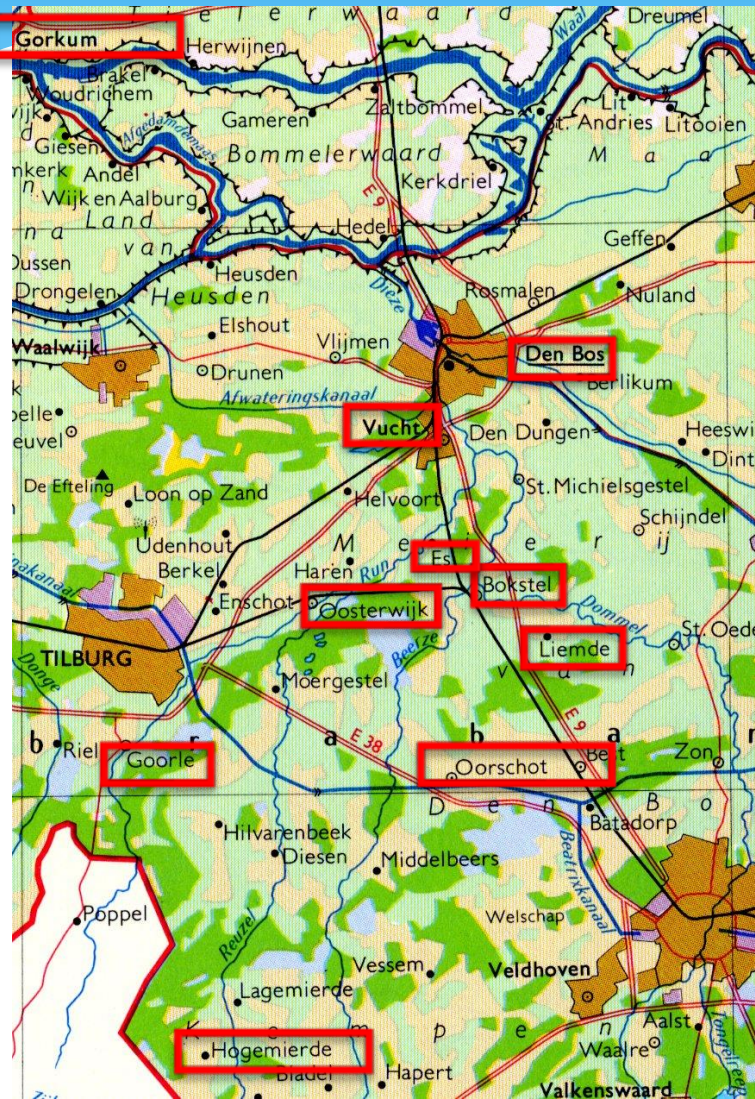 T i e l e r w a a r d
Dreumel
Gorkum
Herwijnen
Waal
Brakel
Woudrichem
Zaltbommel
Lit
Gameren
St. Andries
Litooien
Afgedamdemaas
Giesen
Bommelerwaard
M a a
Andel
Kerkdriel
E 9
Wijk en Aalburg
Land
van
Hedel
Geffen
Heusden
Dieze
Drongelen
Heusden
Rosmalen
Nuland
Elshout
Vlijmen
Waalwijk
Den Bos
Drunen
Berlikum
Afwateringskanaal
Vucht
Den Dungen
De Efteling
Loon op Zand
Helvoort
St. Michielsgestel
Schijndel
Udenhout
M e i e r ij
Es
Berkel
Haren
Run
Bokstel
Enschot
Oosterwijk
Dommel
Beerze
Liemde
TILBURG
v a n
Donge
Moergestel
E 9
b r a b a
E 38
Riel
Goorle
Oorschot
Best
Zon
D e n B o
Batadorp
Hilvarenbeek
Diesen
Middelbeers
Beatrixkanaal
Poppel
Welschap
Reuzel
Vessem
Veldhoven
Lagemierde
K e m p e n
Aalst
Hogemierde
Waalre
Tongelreep
Bladel
Hapert
Valkenswaard